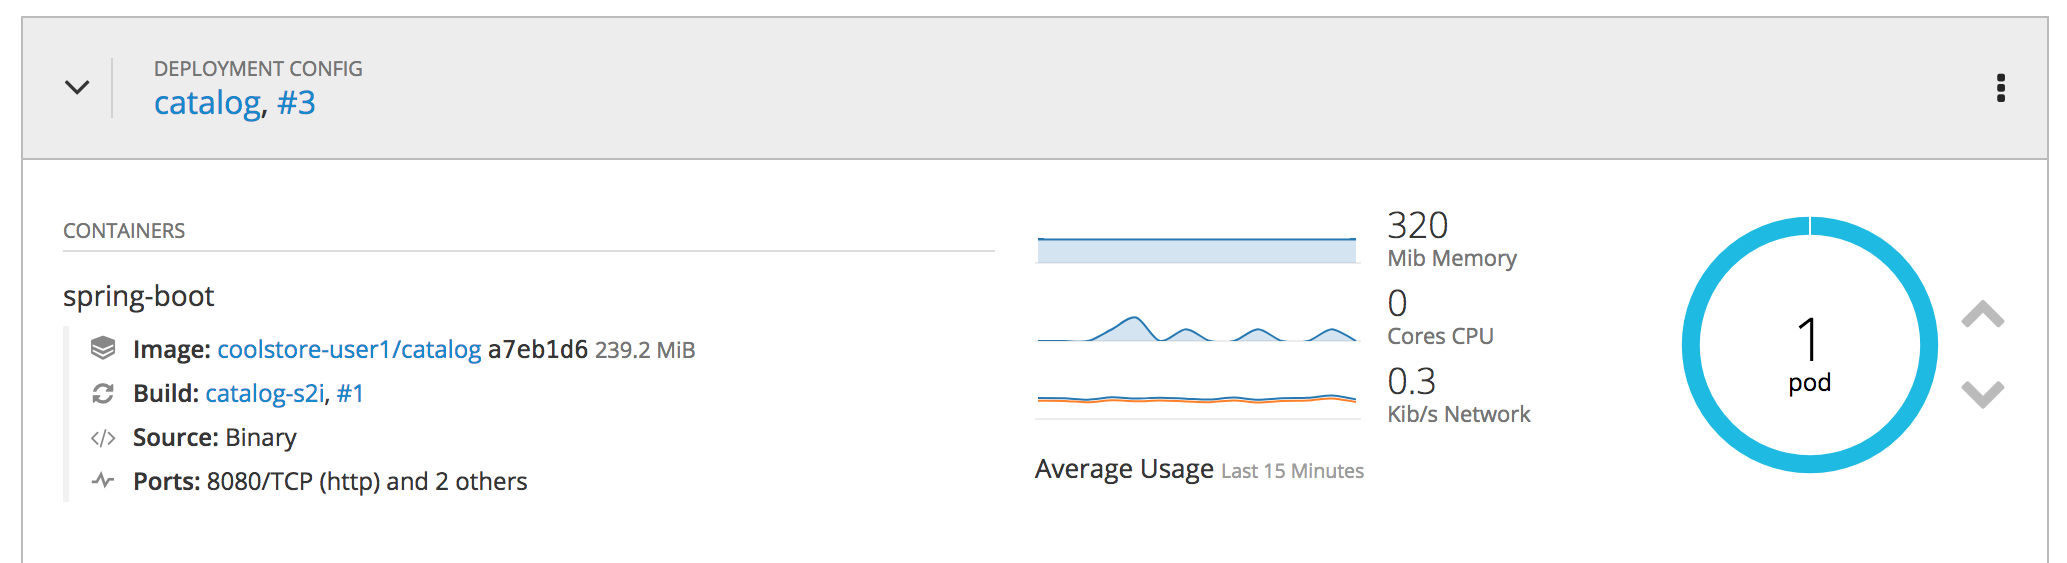 DEPLOYMENT CONFIG
catalog, #3
CONTAINERS
spring-boot
Image: coolstore-user1/catalog a7eb1d6 239.2 MiB
Build: catalog-s2i, #1
Source: Binary
Ports: 8080/TCP (http) and 2 others
320
Mib Memory
0
Cores CPU
0.3
Kib/s Network
Average Usage Last 15 Minutes
1
pod